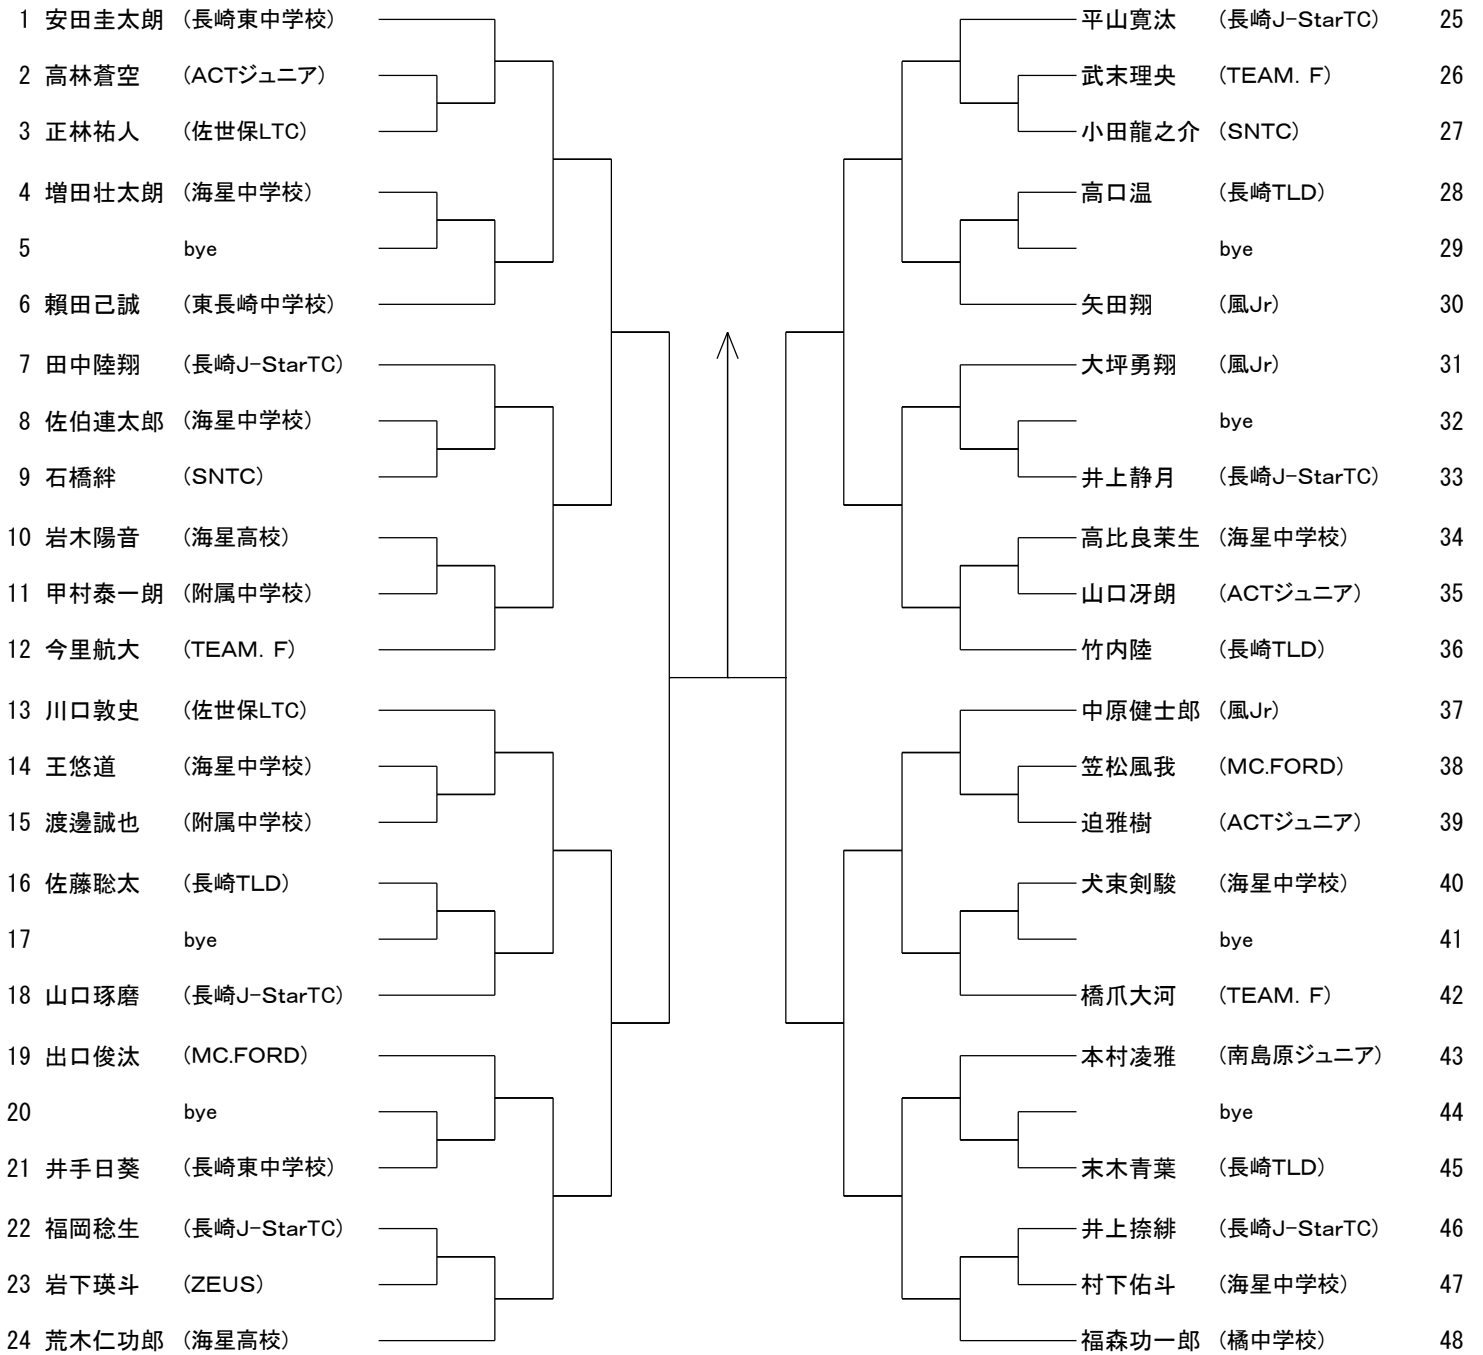 1 安田圭太朗 (長崎東中学校)
2 高林蒼空 (ACTジュニア)
3 正林祐人 (佐世保LTC)
4 増田壮太朗 (海星中学校)
5 bye
6 賴田己誠 (東長崎中学校)
7 田中陸翔 (長崎J-StarTC)
8 佐伯連太郎 (海星中学校)
9 石橋絆 (SNTC)
10 岩木陽音 (海星高校)
11 甲村泰一朗 (附属中学校)
12 今里航大 (TEAM. F)
13 川口敦史 (佐世保LTC)
14 王悠道 (海星中学校)
15 渡邊誠也 (附属中学校)
16 佐藤聡太 (長崎TLD)
17 bye
18 山口琢磨 (長崎J-StarTC)
19 出口俊汰 (MC.FORD)
20 bye
21 井手日葵 (長崎東中学校)
22 福岡稔生 (長崎J-StarTC)
23 岩下瑛斗 (ZEUS)
24 荒木仁功郎 (海星高校)
平山寛汰 (長崎J-StarTC) 25
武末理央 (TEAM. F) 26
小田龍之介 (SNTC) 27
高口温 (長崎TLD) 28
bye 29
矢田翔 (風Jr) 30
大坪勇翔 (風Jr) 31
bye 32
井上静月 (長崎J-StarTC) 33
高比良茉生 (海星中学校) 34
山口冴朗 (ACTジュニア) 35
竹内陸 (長崎TLD) 36
中原健士郎 (風Jr) 37
笠松風我 (MC.FORD) 38
迫雅樹 (ACTジュニア) 39
犬束剣駿 (海星中学校) 40
bye 41
橋爪大河 (TEAM. F) 42
本村凌雅 (南島原ジュニア) 43
bye 44
末木青葉 (長崎TLD) 45
井上捺緋 (長崎J-StarTC) 46
村下佑斗 (海星中学校) 47
福森功一郎 (橘中学校) 48